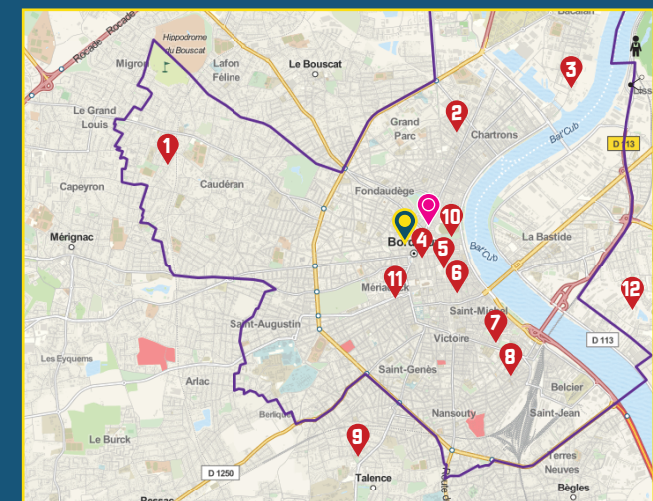 Bacalan
Rocade
Rocade
Hippodrome
du Bouscat
Migron
Lafon
Féline
Le Bouscat
3
Le Grand
Louis
2
Grand
Parc
Chartrons
Bat'Cub
D 113
1
Capeyron
Caudéran
Fondaudège
10
Mérignac
4
5
Bat'Cub
La Bastide
6
11
12
Saint-Michel
Saint-Augustin
7
Victoire
D 113
Les Eyquems
8
Saint-Genès
Arlac
Belcier
Nansouty
Saint-Jean
9
Le Burck
Terres
Neuves
D 1250
Talence
Bègles